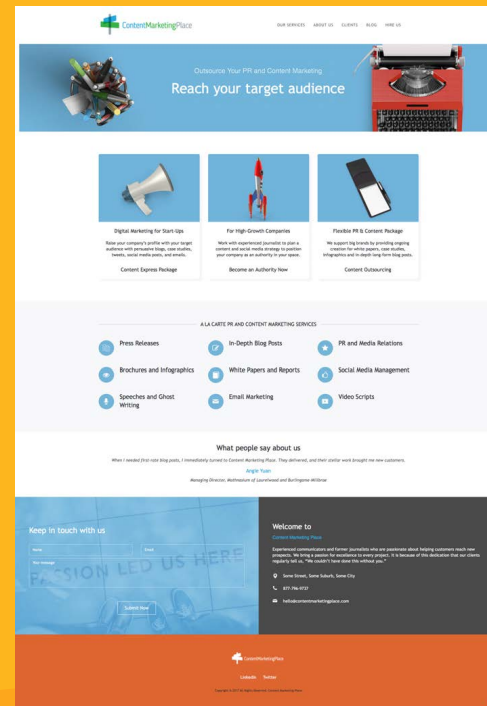 ContentMarketingPlace
OUR SERVICES ABOUT US CLIENTS BLOG HIRE US
Outsource Your PR and Content Marketing
Reach your target audience
Digital Marketing for Start-Ups
Raise your company's profile with your target
audience with persuasive blogs, case studies,
tweets, social media posts, and emails.
Content Express Package
For High-Growth Companies
Work with experienced journalist to plan a
content and social media strategy to position
your company as an authority in your space.
Become an Authority Now
Flexible PR & Content Package
We support big brands by providing ongoing
creation for white papers, case studies,
infographics and in-depth long-form blog posts.
Content Outsourcing
A LA CARTE PR AND CONTENT MARKETING SERVICES
Press Releases
In-Depth Blog Posts
PR and Media Relations
Brochures and Infographics
White Papers and Reports
Social Media Management
Speeches and Ghost
Writing
Email Marketing
Video Scripts
What people say about us
When I needed first rate blog posts, I immediately turned to Content Marketing Place. They delivered, and their stellar work brought me new customers.
Angie Yuan
Managing Director, Mathnasium of Laurelwood and Burlingame-Millbrae
Keep in touch with us
Name
Email
Your message
PASSION LED US HERE
Submit Now
Welcome to
Content Marketing Place
Experienced communicators and former journalists who are passionate about helping customers reach new
prospects. We bring a passion for excellence to every project. It is because of this dedication that our clients
regularly tell us, "We couldn't have done this without you."
Some Street, Some Suburb, Some City
877-796-9737
hello@contentmarketingplace.com
ContentMarketingPlace
LinkedIn Twitter